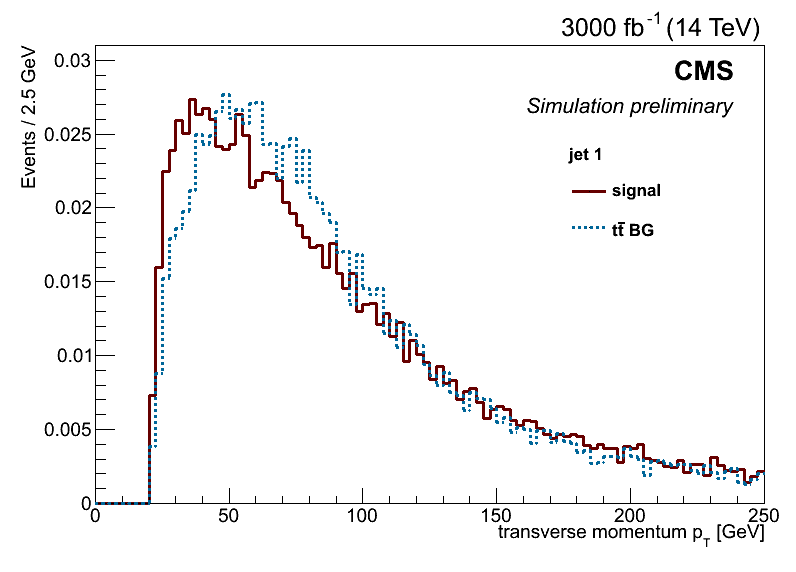 3000 fb⁻¹ (14 TeV)
Events / 2.5 GeV
CMS
Simulation preliminary
jet 1
signal
tt̄ BG
0.03
0.025
0.02
0.015
0.01
0.005
0
0 50 100 150 200 250
transverse momentum p_T [GeV]